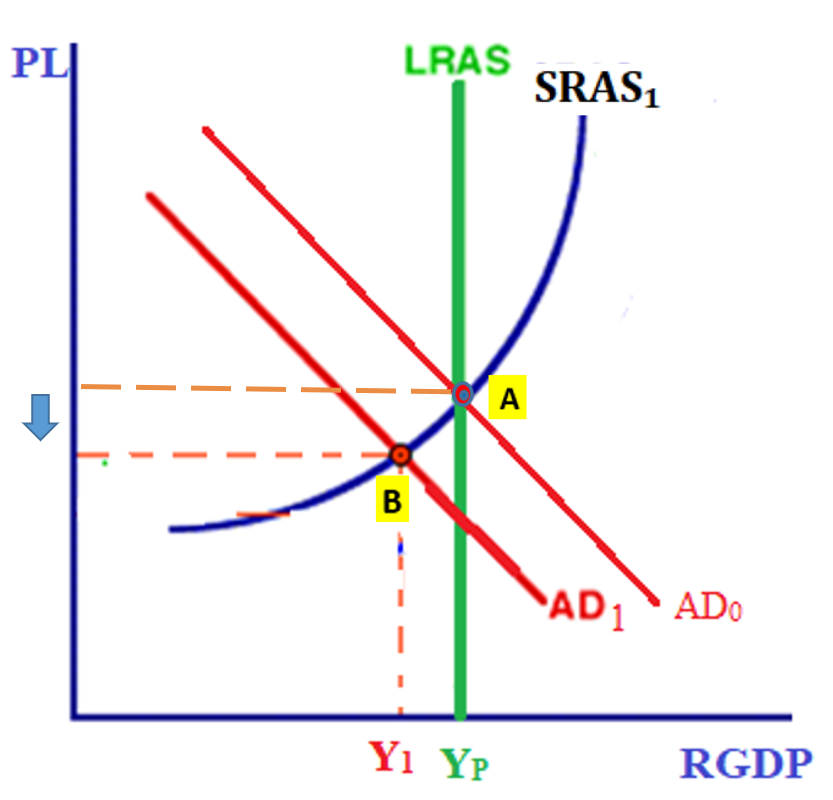 PL
LRAS
SRAS₁
A
B
AD₁
AD₀
Y₁
Yₚ
RGDP